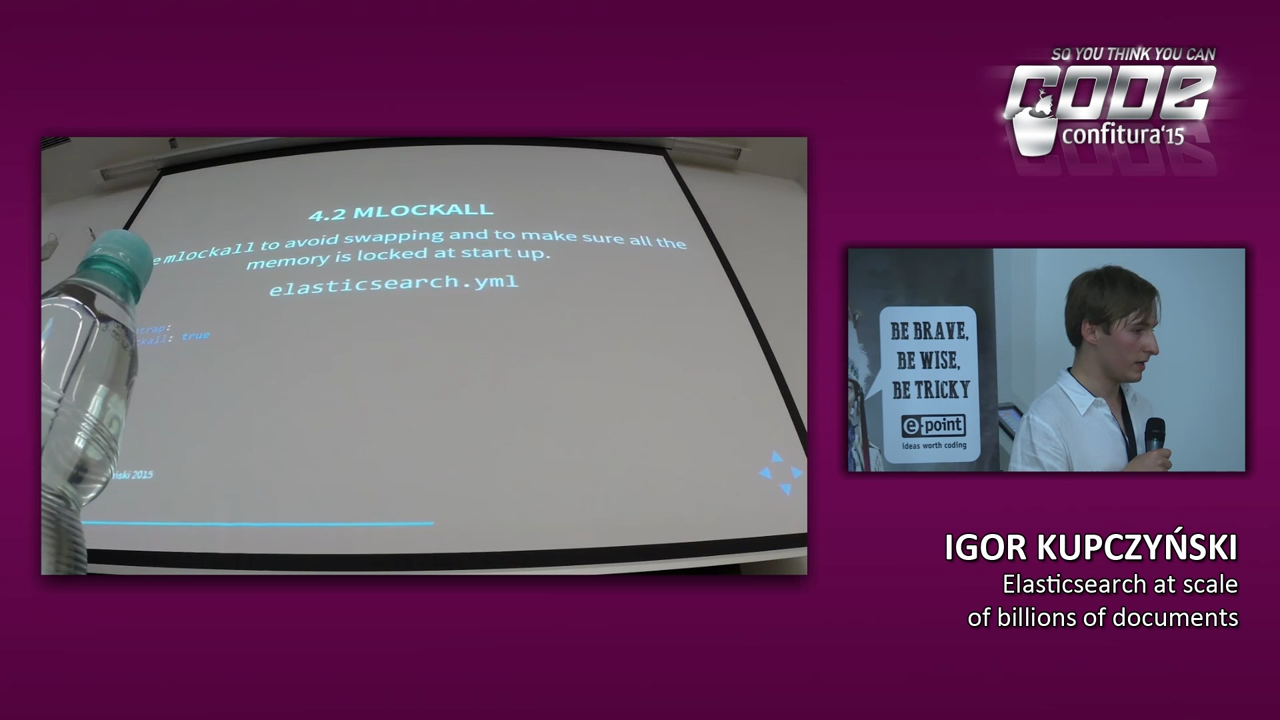 SO YOU THINK YOU CAN
CODE
confitura'15
4.2 MLOCKALL
mlockall to avoid swapping and to make sure all the
memory is locked at start up.
elasticsearch.yml
true
2015
BE BRAVE,
BE WISE,
BE TRICKY
e-point
ideas worth coding
IGOR KUPCZYŃSKI
Elasticsearch at scale
of billions of documents